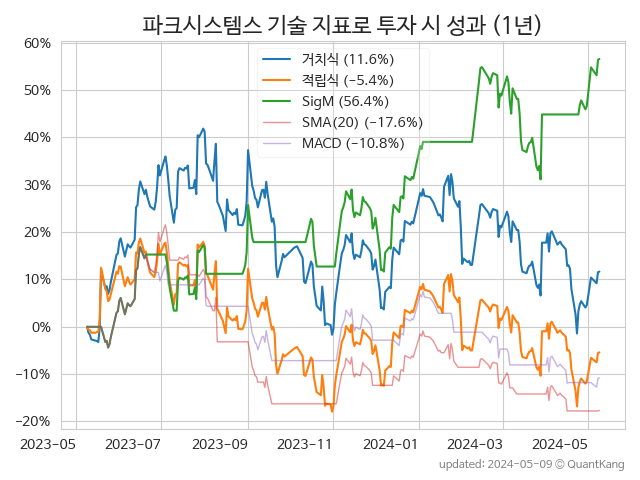 파크시스템스 기술 지표로 투자 시 성과 (1년)
60%
50%
40%
30%
20%
10%
0%
−10%
−20%
거치식 (11.6%)
적립식 (−5.4%)
SigM (56.4%)
SMA(20) (−17.6%)
MACD (−10.8%)
2023-05
2023-07
2023-09
2023-11
2024-01
2024-03
2024-05
updated: 2024-05-09 ⓒ QuantKang